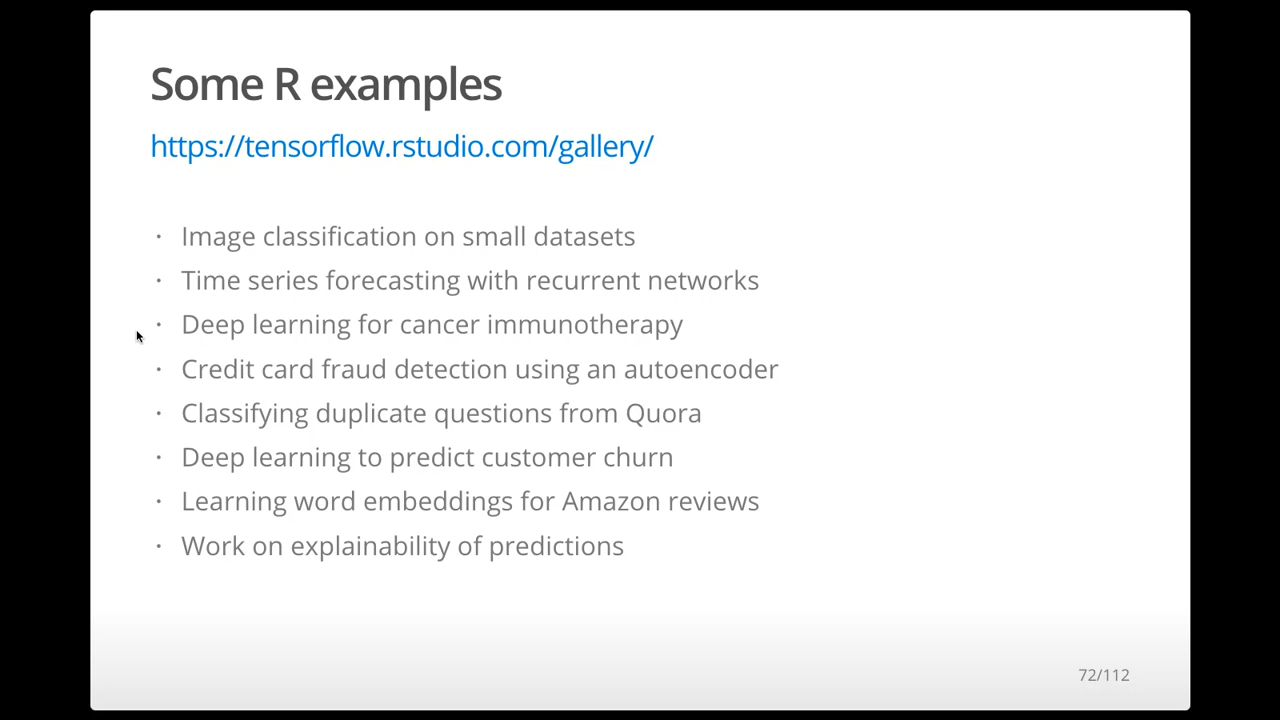 Some R examples
https://tensorflow.rstudio.com/gallery/
· Image classification on small datasets
· Time series forecasting with recurrent networks
· Deep learning for cancer immunotherapy
· Credit card fraud detection using an autoencoder
· Classifying duplicate questions from Quora
· Deep learning to predict customer churn
· Learning word embeddings for Amazon reviews
· Work on explainability of predictions
72/112